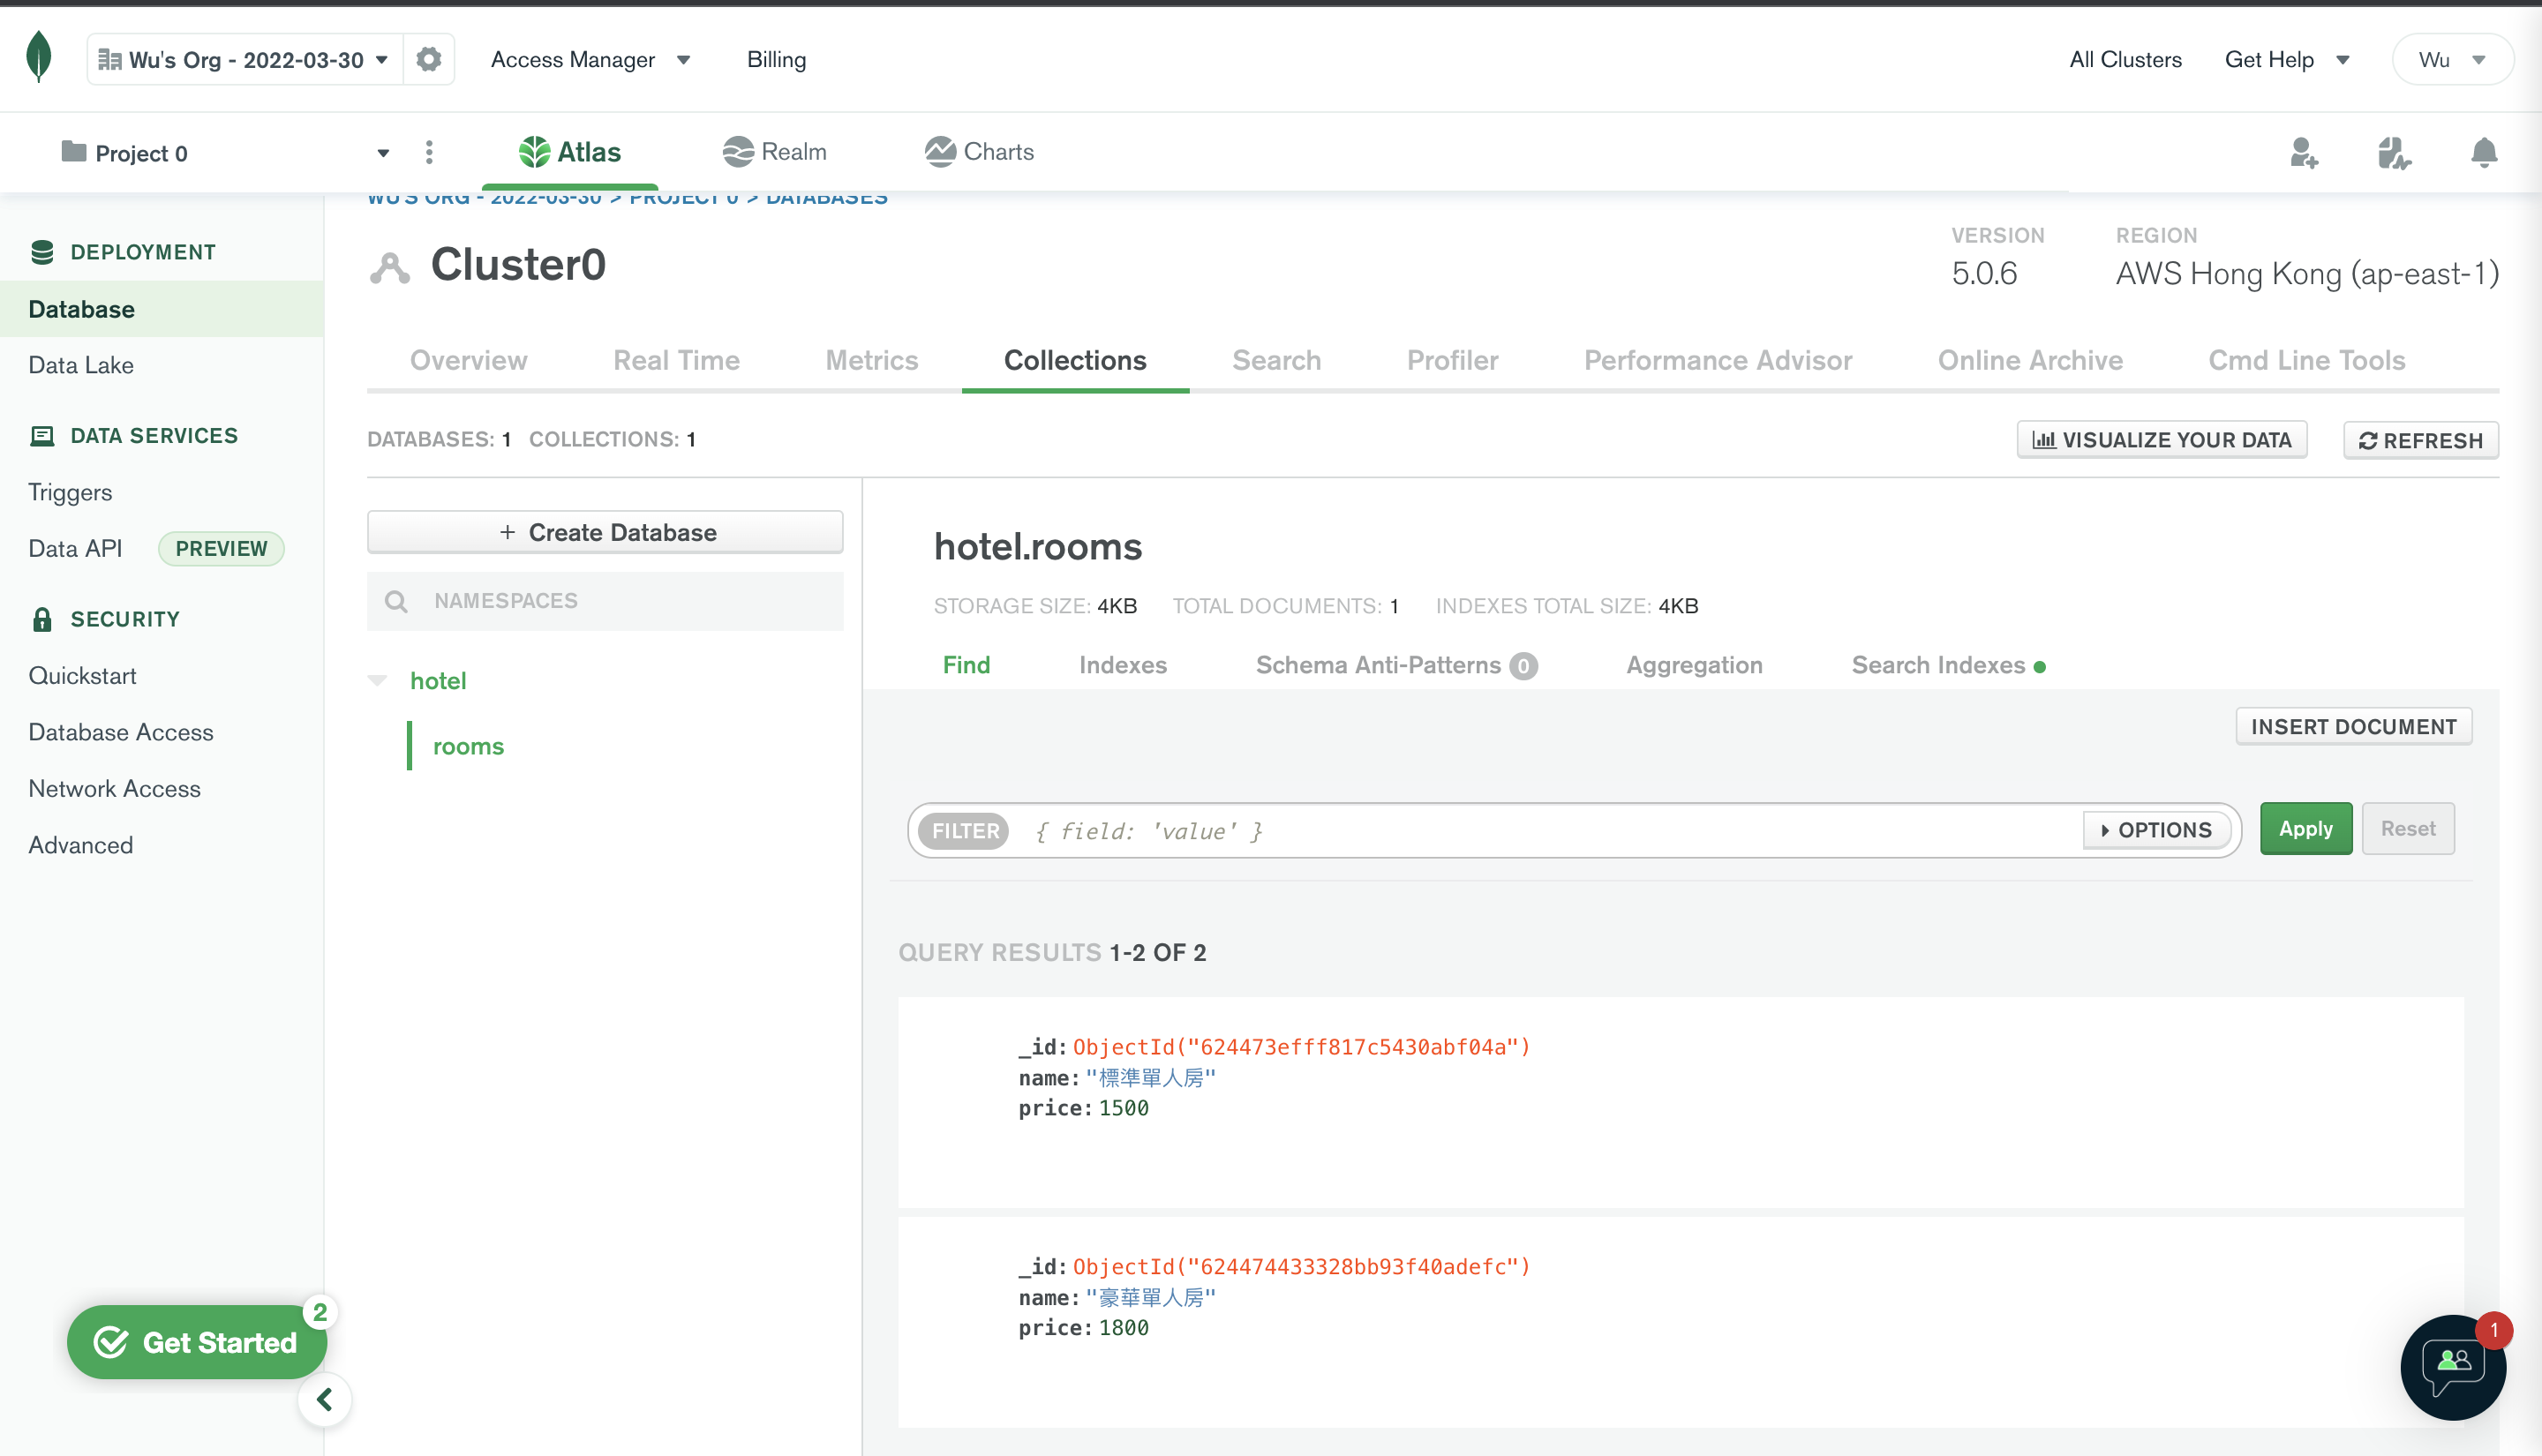 Wu's Org - 2022-03-30
Access Manager
Billing
All Clusters
Get Help
Wu
Project 0
Atlas
Realm
Charts
WU'S ORG - 2022-03-30 > PROJECT 0 > DATABASES
DEPLOYMENT
Database
Data Lake
DATA SERVICES
Triggers
Data API PREVIEW
SECURITY
Quickstart
Database Access
Network Access
Advanced
Get Started 2
Cluster0
VERSION
5.0.6
REGION
AWS Hong Kong (ap-east-1)
Overview
Real Time
Metrics
Collections
Search
Profiler
Performance Advisor
Online Archive
Cmd Line Tools
DATABASES: 1 COLLECTIONS: 1
VISUALIZE YOUR DATA
REFRESH
+ Create Database
NAMESPACES
hotel
rooms
hotel.rooms
STORAGE SIZE: 4KB TOTAL DOCUMENTS: 1 INDEXES TOTAL SIZE: 4KB
Find
Indexes
Schema Anti-Patterns 0
Aggregation
Search Indexes
INSERT DOCUMENT
FILTER { field: 'value' }
OPTIONS
Apply
Reset
QUERY RESULTS 1-2 OF 2
_id: ObjectId("624473efff817c5430abf04a")
name: "標準單人房"
price: 1500
_id: ObjectId("624474433328bb93f40adefc")
name: "豪華單人房"
price: 1800
1